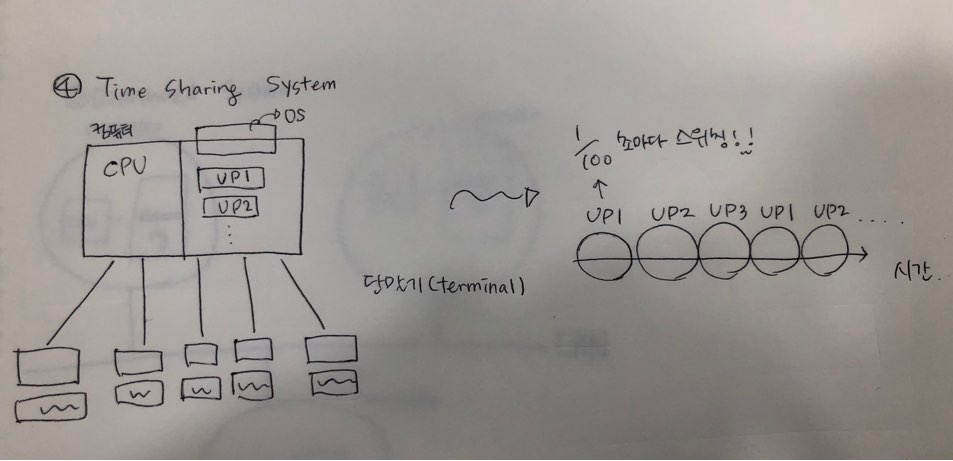 ④ Time Sharing System
컴퓨터
→OS
CPU
UP1
UP2
⋮
단말기(terminal)
1/100 초마다 스위칭!!
↑
UP1 UP2 UP3 UP1 UP2 .....
시간.